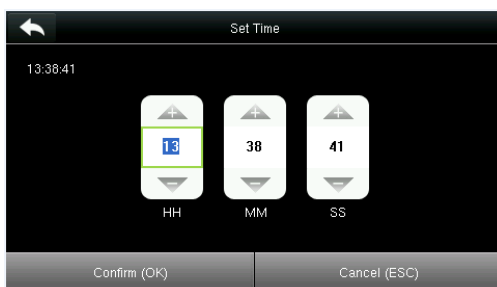 Set Time
13:38:41
13 38 41
HH MM SS
Confirm (OK) Cancel (ESC)